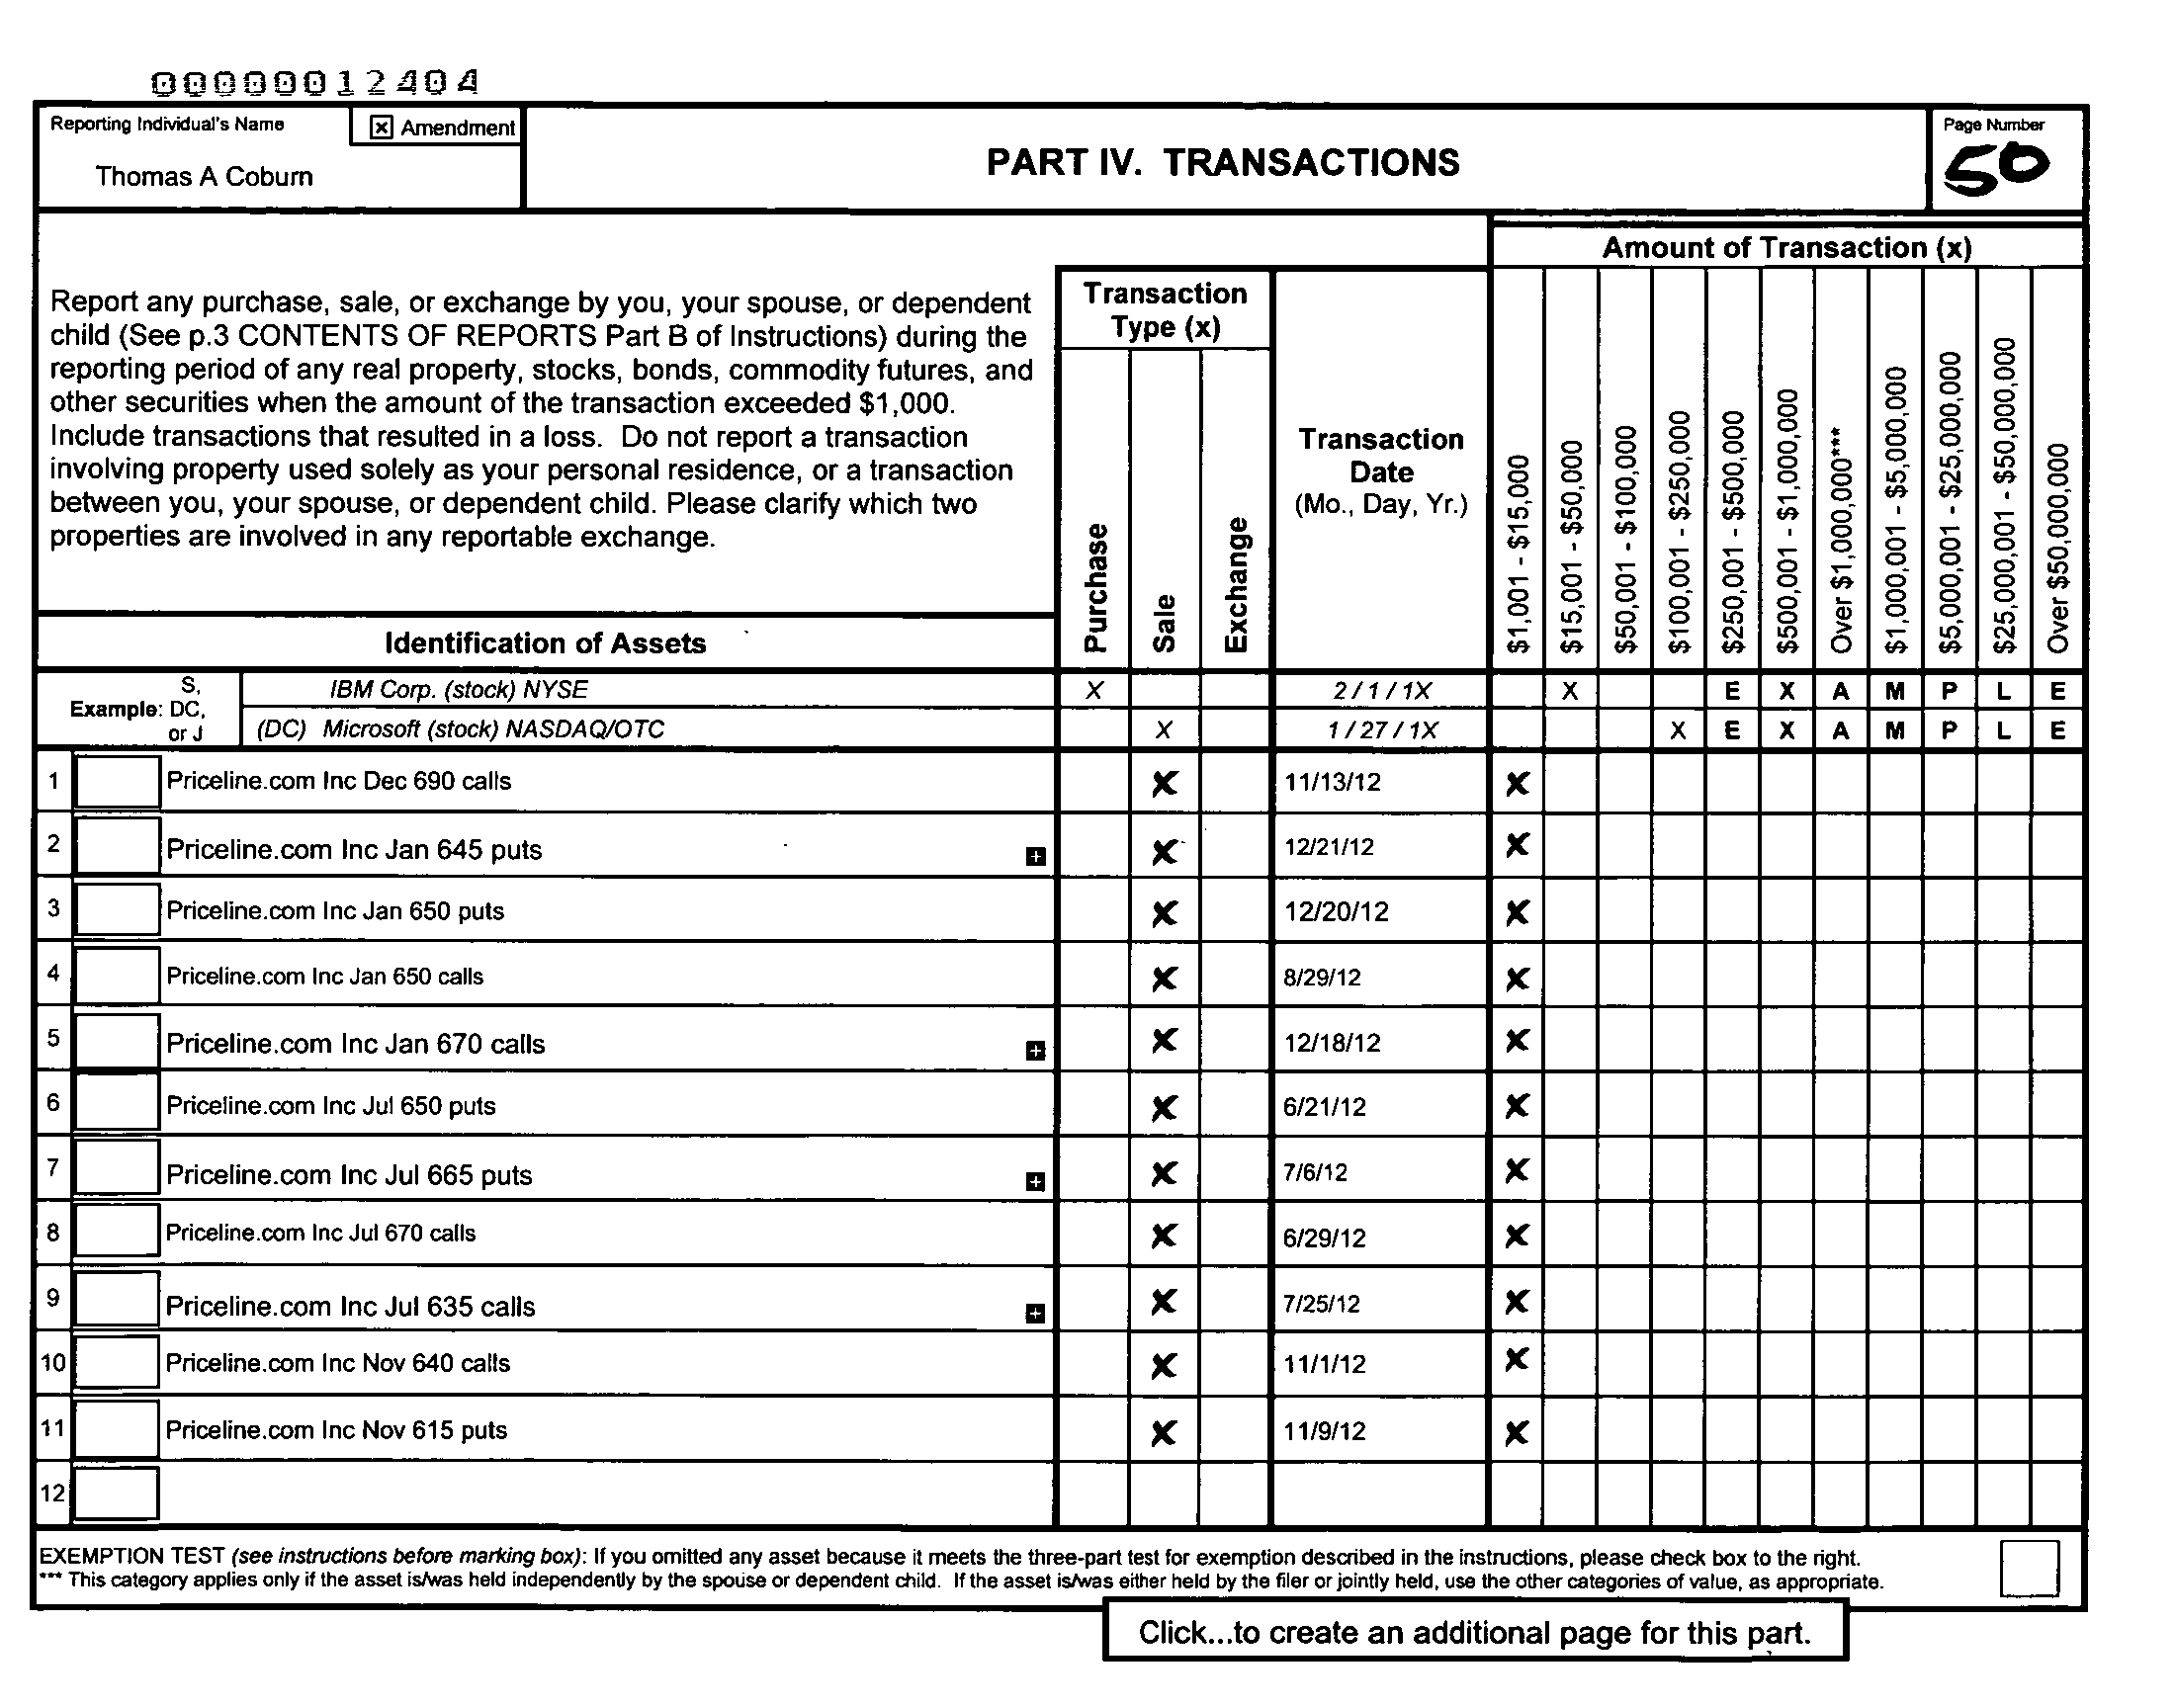 00000012404
Reporting Individual's Name
[x] Amendment
Thomas A Coburn
PART IV. TRANSACTIONS
Page Number
50
Report any purchase, sale, or exchange by you, your spouse, or dependent
child (See p.3 CONTENTS OF REPORTS Part B of Instructions) during the
reporting period of any real property, stocks, bonds, commodity futures, and
other securities when the amount of the transaction exceeded $1,000.
Include transactions that resulted in a loss. Do not report a transaction
involving property used solely as your personal residence, or a transaction
between you, your spouse, or dependent child. Please clarify which two
properties are involved in any reportable exchange.
Identification of Assets
Transaction
Type (x)
Purchase
Sale
Exchange
Transaction
Date
(Mo., Day, Yr.)
Amount of Transaction (x)
$1,001 - $15,000
$15,001 - $50,000
$50,001 - $100,000
$100,001 - $250,000
$250,001 - $500,000
$500,001 - $1,000,000
Over $1,000,000***
$1,000,001 - $5,000,000
$5,000,001 - $25,000,000
$25,000,001 - $50,000,000
Over $50,000,000
Example: S, DC, or J
IBM Corp. (stock) NYSE X 2 / 1 / 1X X E X A M P L E
(DC) Microsoft (stock) NASDAQ/OTC X 1 / 27 / 1X X E X A M P L E
1 Priceline.com Inc Dec 690 calls X 11/13/12 X
2 Priceline.com Inc Jan 645 puts + X 12/21/12 X
3 Priceline.com Inc Jan 650 puts X 12/20/12 X
4 Priceline.com Inc Jan 650 calls X 8/29/12 X
5 Priceline.com Inc Jan 670 calls + X 12/18/12 X
6 Priceline.com Inc Jul 650 puts X 6/21/12 X
7 Priceline.com Inc Jul 665 puts + X 7/6/12 X
8 Priceline.com Inc Jul 670 calls X 6/29/12 X
9 Priceline.com Inc Jul 635 calls + X 7/25/12 X
10 Priceline.com Inc Nov 640 calls X 11/1/12 X
11 Priceline.com Inc Nov 615 puts X 11/9/12 X
12
EXEMPTION TEST (see instructions before marking box): If you omitted any asset because it meets the three-part test for exemption described in the instructions, please check box to the right.
*** This category applies only if the asset is/was held independently by the spouse or dependent child. If the asset is/was either held by the filer or jointly held, use the other categories of value, as appropriate.
Click...to create an additional page for this part.